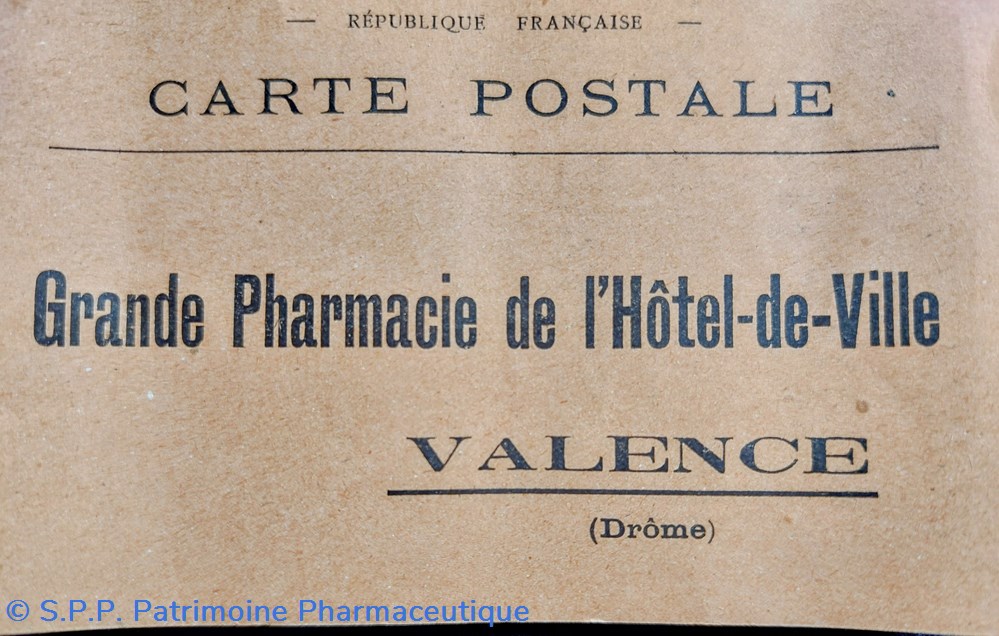 — RÉPUBLIQUE FRANÇAISE —
CARTE POSTALE
Grande Pharmacie de l'Hôtel-de-Ville
VALENCE
(Drôme)
© S.P.P. Patrimoine Pharmaceutique